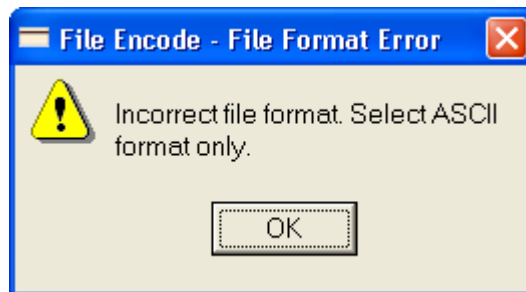 File Encode - File Format Error
Incorrect file format. Select ASCII
format only.
OK